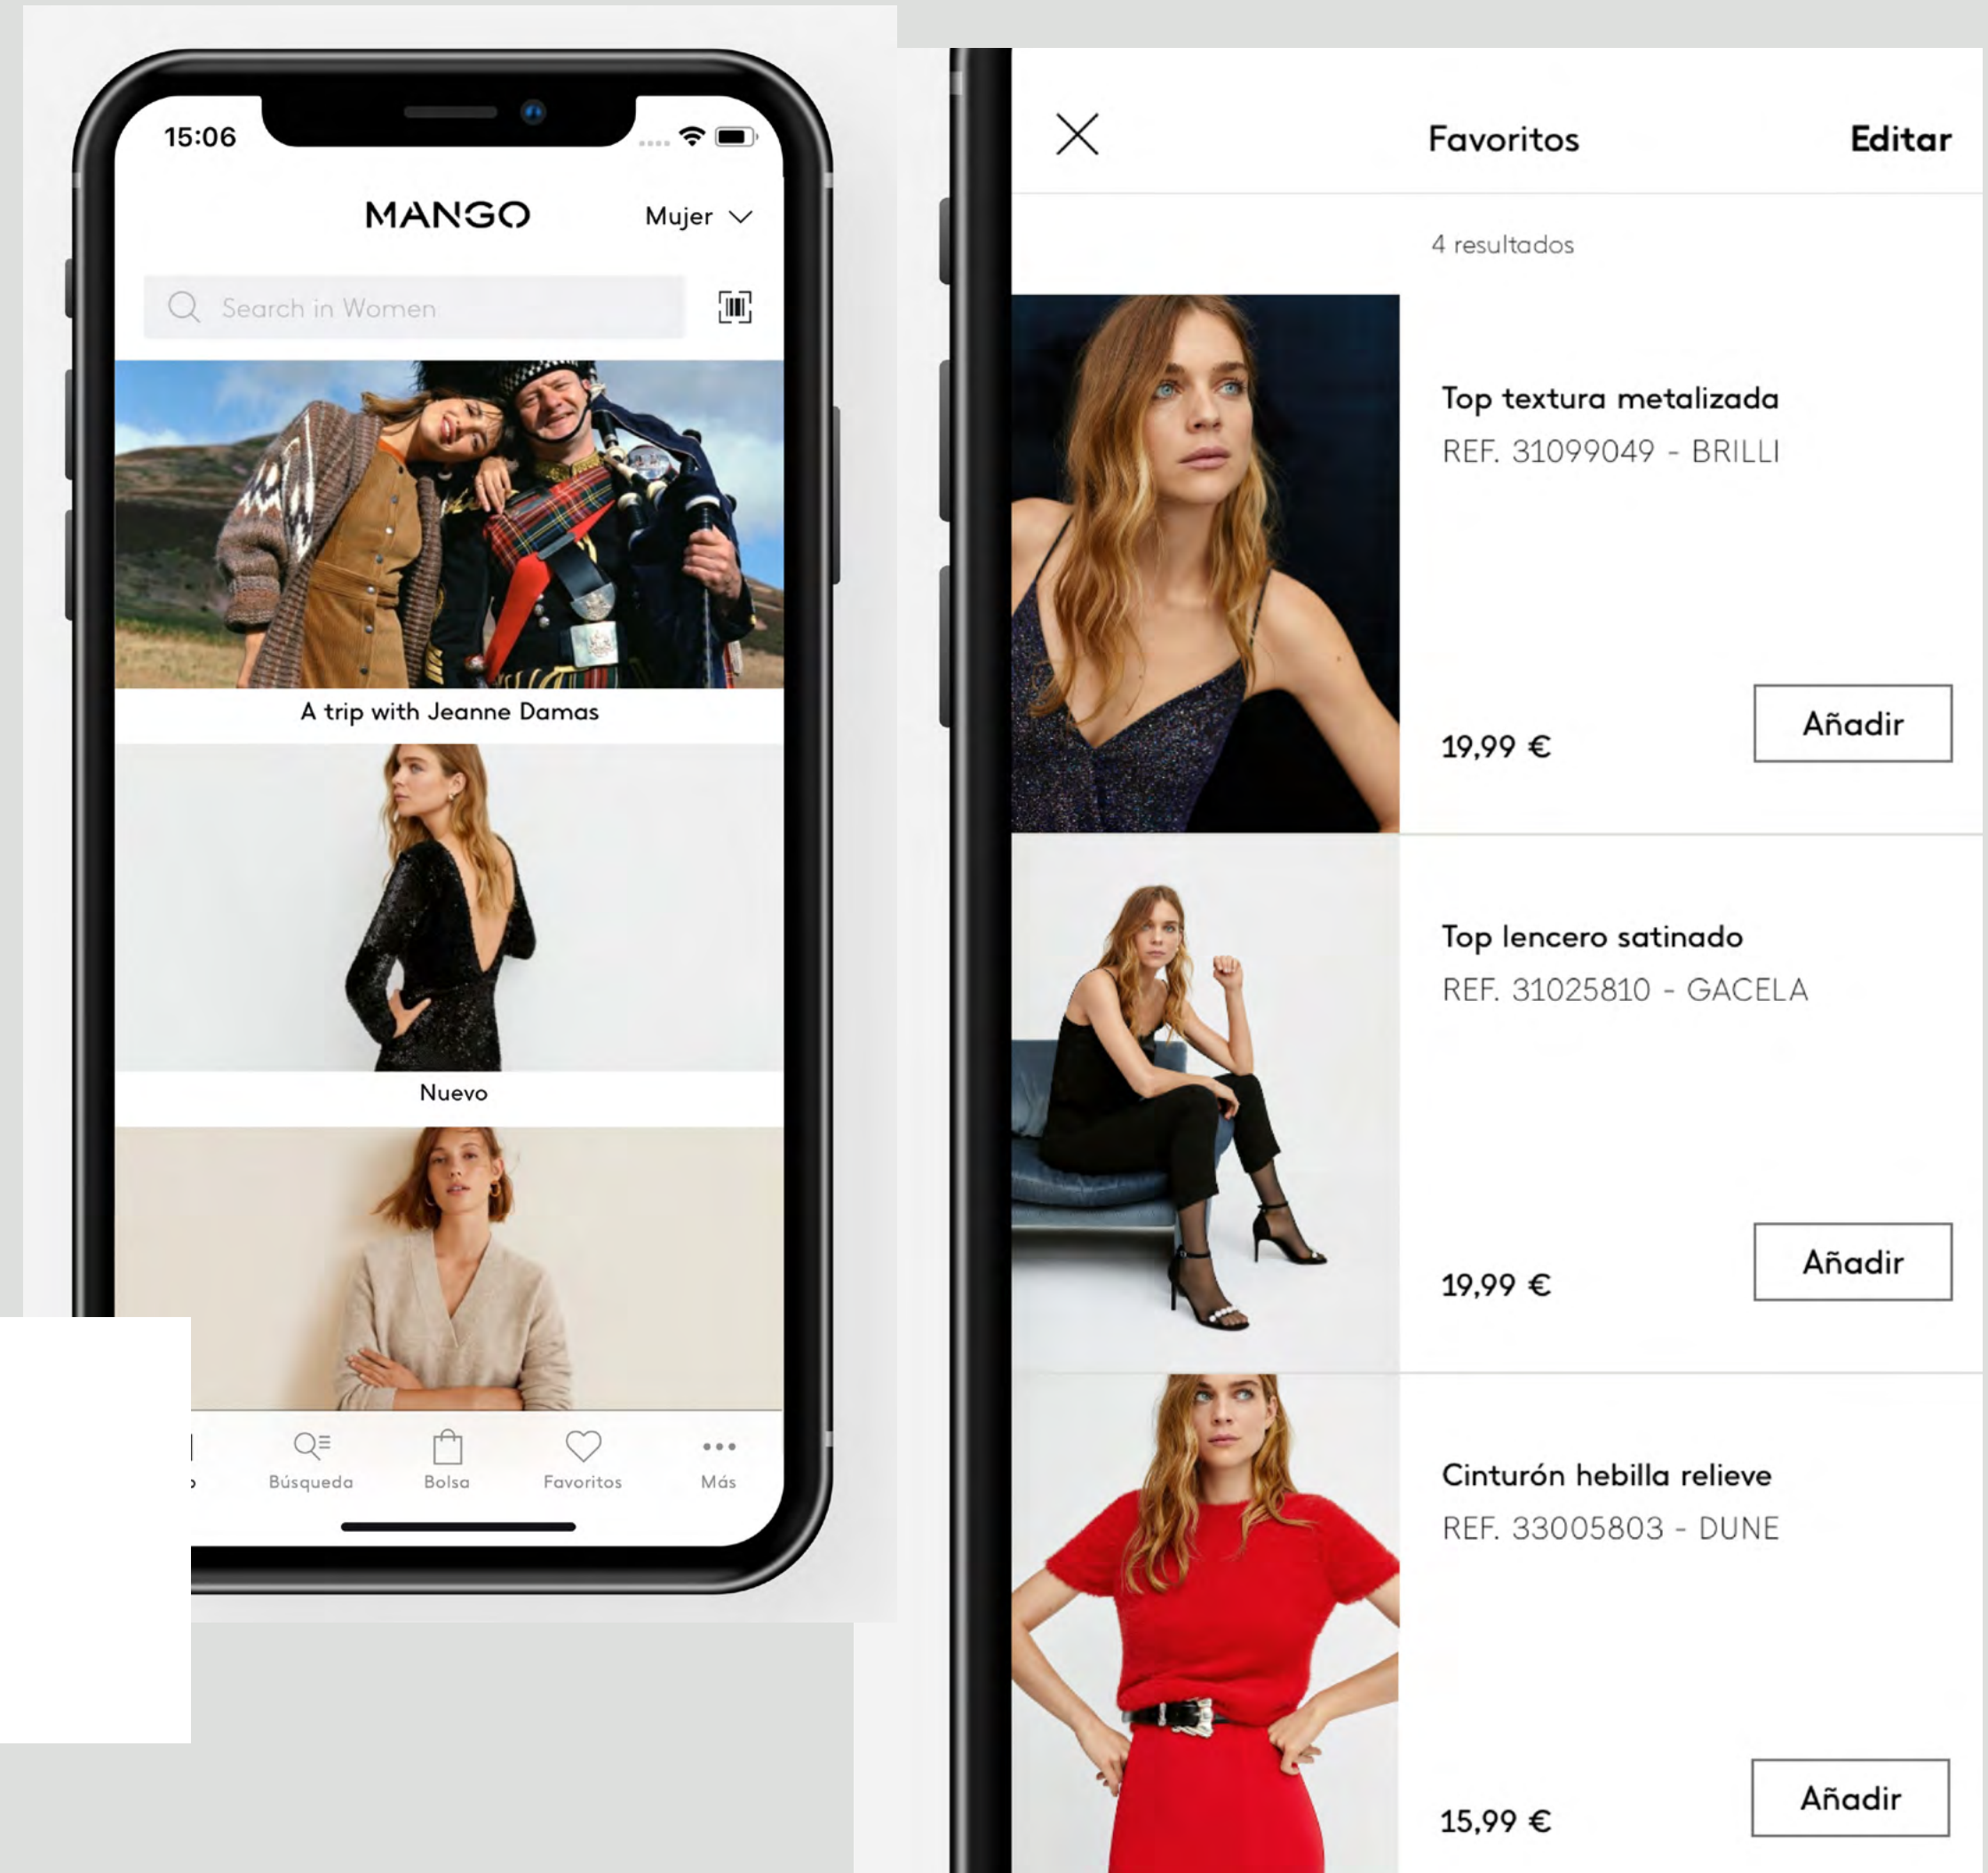 15:06
MANGO
Mujer
Search in Women
A trip with Jeanne Damas
Nuevo
Búsqueda
Bolsa
Favoritos
Más
Favoritos
Editar
4 resultados
Top textura metalizada
REF. 31099049 - BRILLI
19,99 €
Añadir
Top lencero satinado
REF. 31025810 - GACELA
19,99 €
Añadir
Cinturón hebilla relieve
REF. 33005803 - DUNE
15,99 €
Añadir